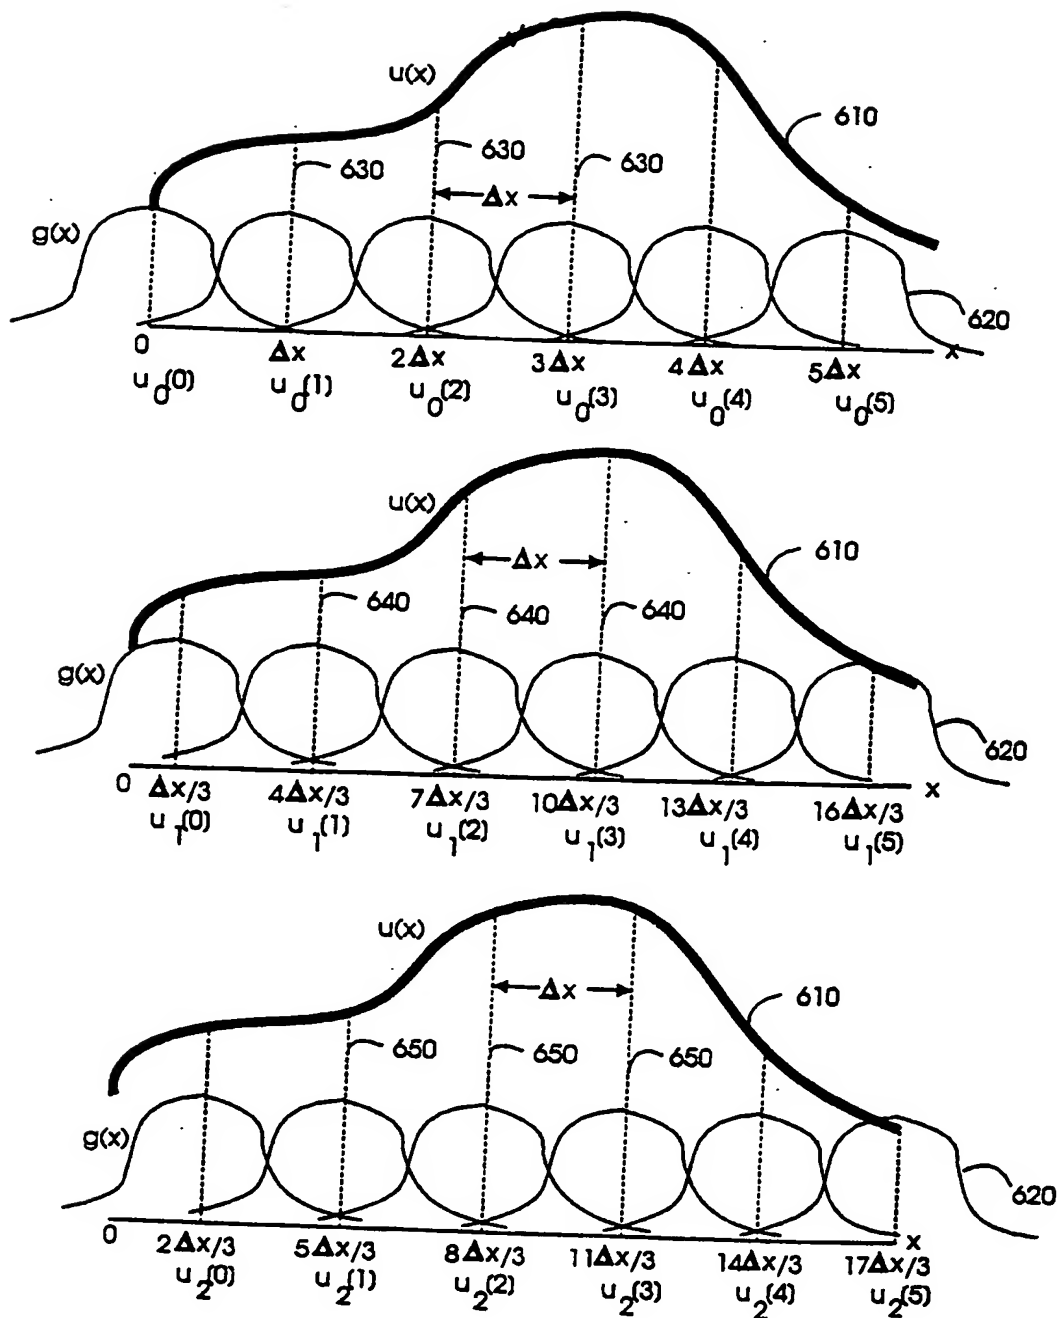 u(x)
610
630
630
630
Δx
g(x)
620
0
Δx
2Δx
3Δx
4Δx
5Δx
x
u0(0)
u0(1)
u0(2)
u0(3)
u0(4)
u0(5)
u(x)
Δx
610
640
640
640
g(x)
620
0
Δx/3
4Δx/3
7Δx/3
10Δx/3
13Δx/3
16Δx/3
x
u1(0)
u1(1)
u1(2)
u1(3)
u1(4)
u1(5)
u(x)
Δx
610
650
650
650
g(x)
620
0
2Δx/3
5Δx/3
8Δx/3
11Δx/3
14Δx/3
17Δx/3
x
u2(0)
u2(1)
u2(2)
u2(3)
u2(4)
u2(5)